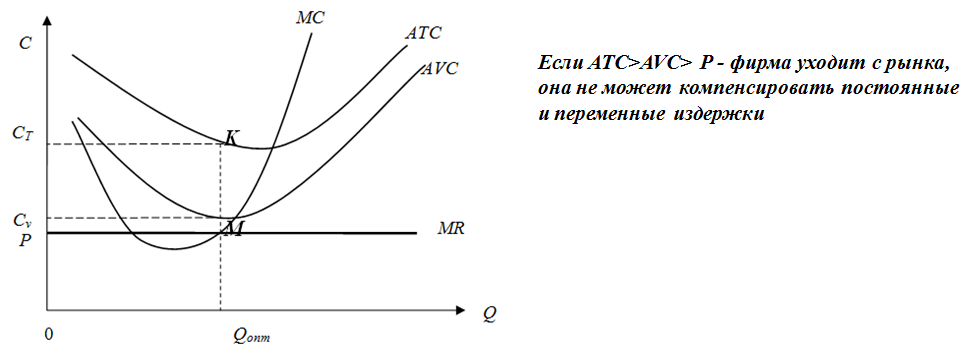 MC
C
ATC
AVC
Если ATC>AVC> P - фирма уходит с рынка,
она не может компенсировать постоянные
и переменные издержки
C_T
K
C_v
P
M
MR
Q
0
Q_опт